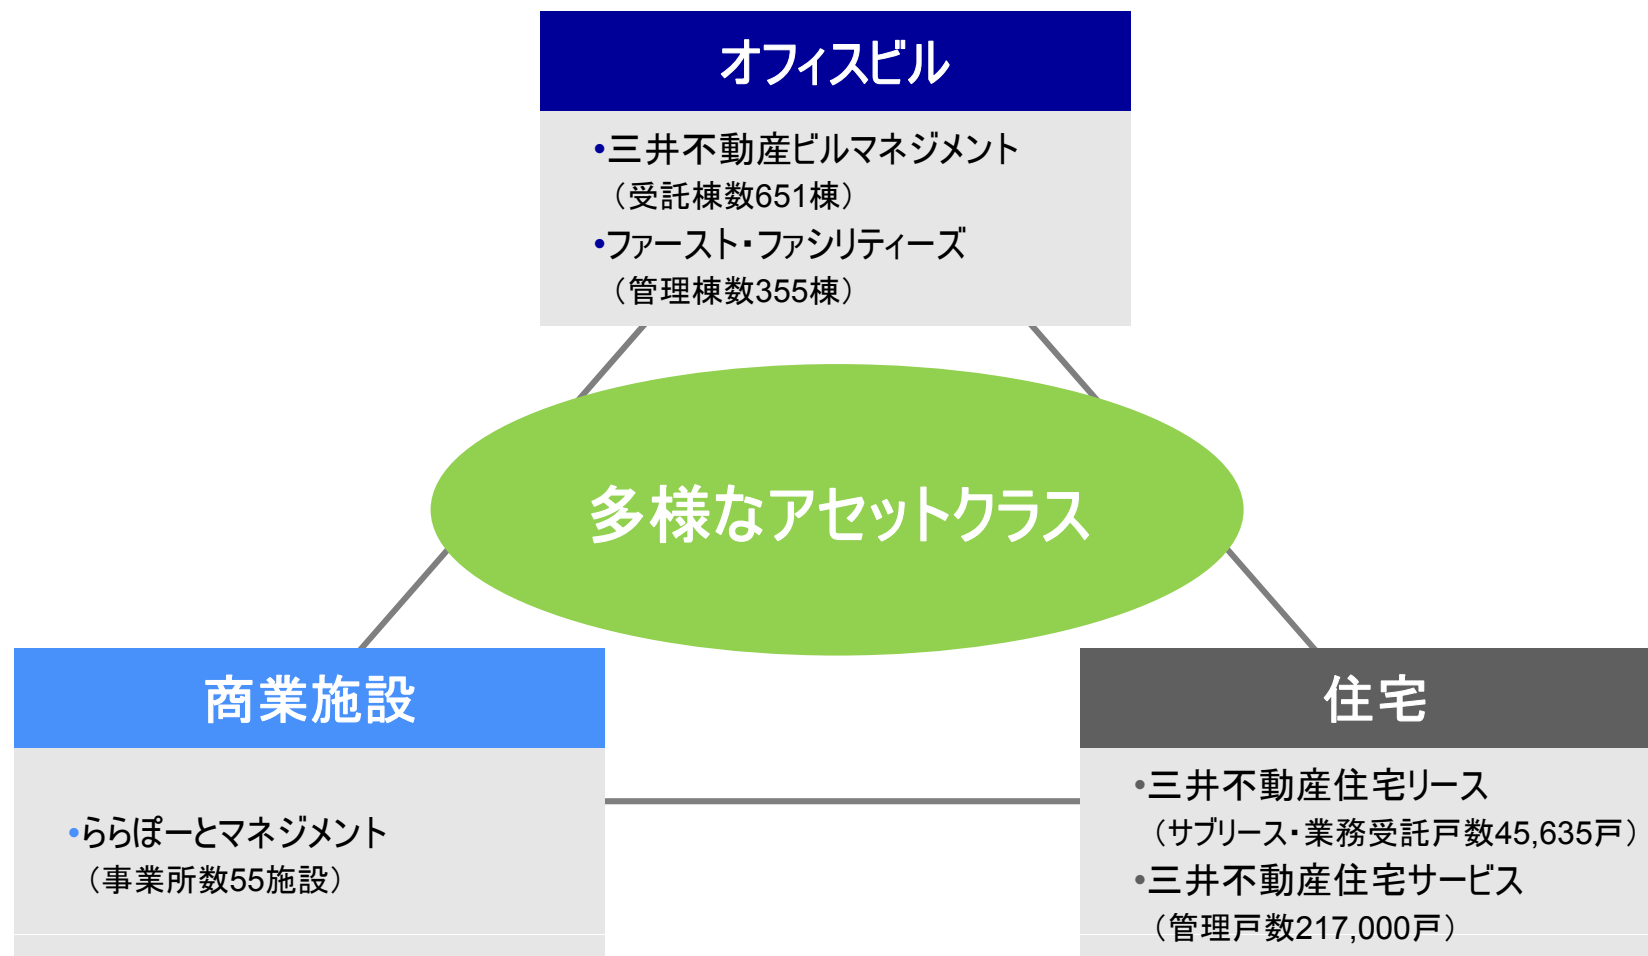 オフィスビル
•三井不動産ビルマネジメント
（受託棟数651棟）
•ファースト・ファシリティーズ
（管理棟数355棟）
多様なアセットクラス
商業施設
•ららぽーとマネジメント
（事業所数55施設）
住宅
•三井不動産住宅リース
（サブリース・業務受託戸数45,635戸）
•三井不動産住宅サービス
（管理戸数217,000戸）